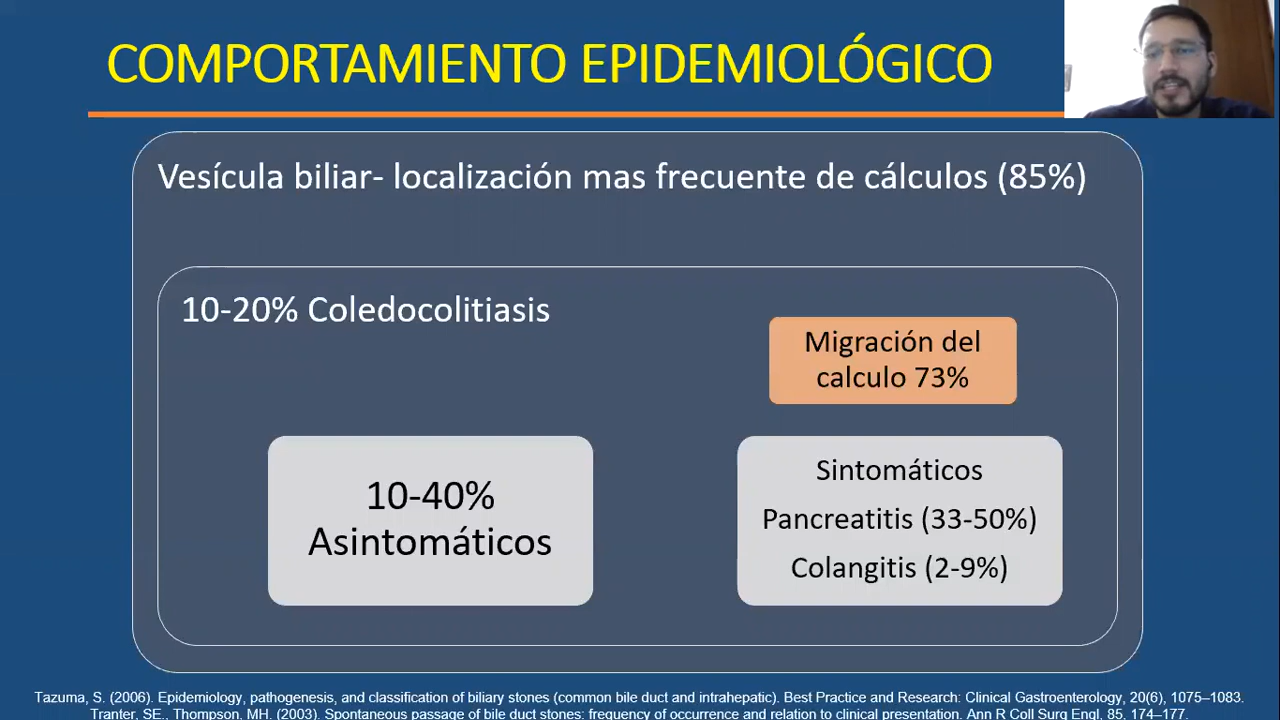 COMPORTAMIENTO EPIDEMIOLÓGICO
Vesícula biliar- localización mas frecuente de cálculos (85%)
10-20% Coledocolitiasis
Migración del
calculo 73%
10-40%
Asintomáticos
Sintomáticos
Pancreatitis (33-50%)
Colangitis (2-9%)
Tazuma, S. (2006). Epidemiology, pathogenesis, and classification of biliary stones (common bile duct and intrahepatic). Best Practice and Research: Clinical Gastroenterology, 20(6), 1075–1083.
Tranter, SE., Thompson, MH. (2003). Spontaneous passage of bile duct stones: frequency of occurrence and relation to clinical presentation. Ann R Coll Surg Engl, 85, 174–177.